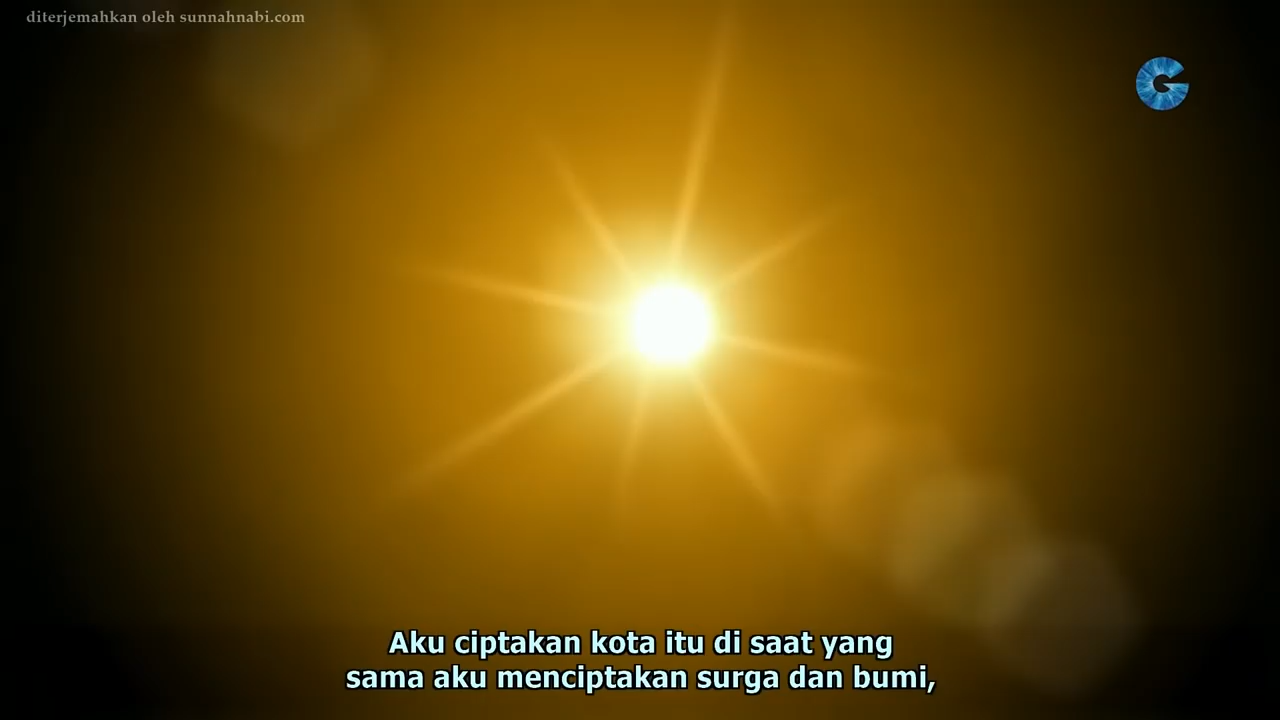 diterjemahkan oleh sunnahnabi.com
G
Aku ciptakan kota itu di saat yang
sama aku menciptakan surga dan bumi,